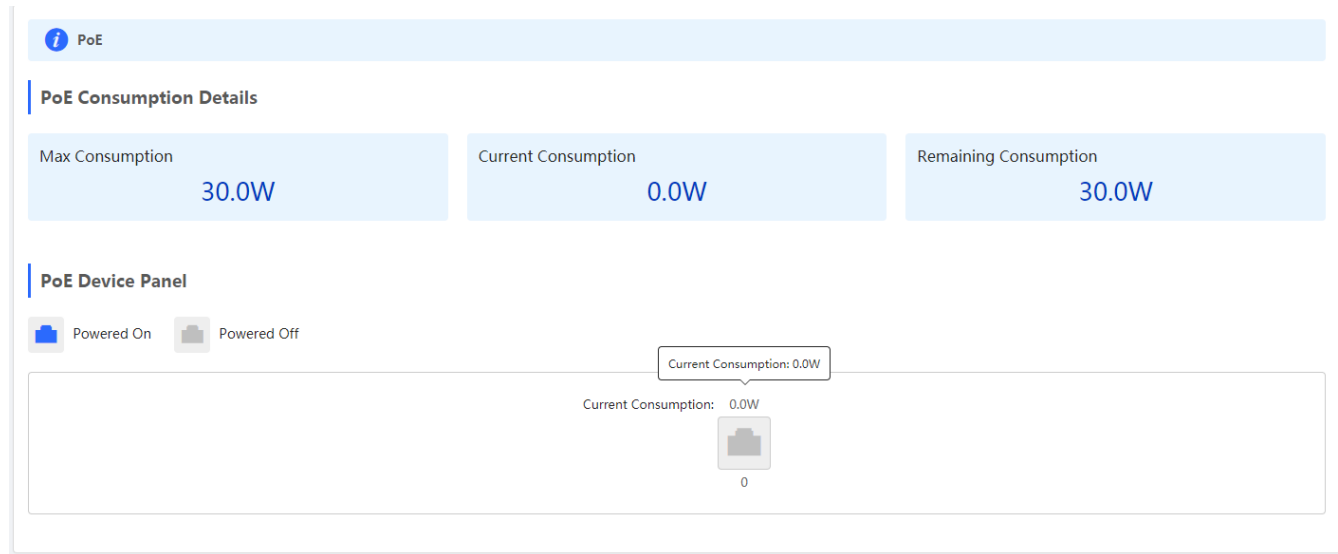 PoE
PoE Consumption Details
Max Consumption
30.0W
Current Consumption
0.0W
Remaining Consumption
30.0W
PoE Device Panel
Powered On
Powered Off
Current Consumption: 0.0W
Current Consumption: 0.0W
0